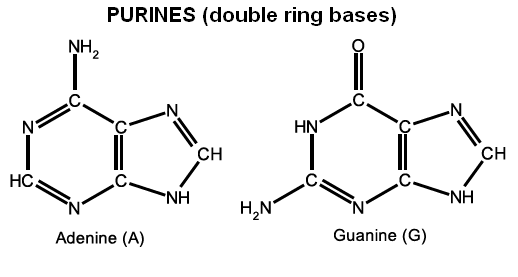 PURINES (double ring bases)
NH2 O
C N C N
N C HN C
CH CH
HC C C C
N NH H2N N NH
Adenine (A) Guanine (G)